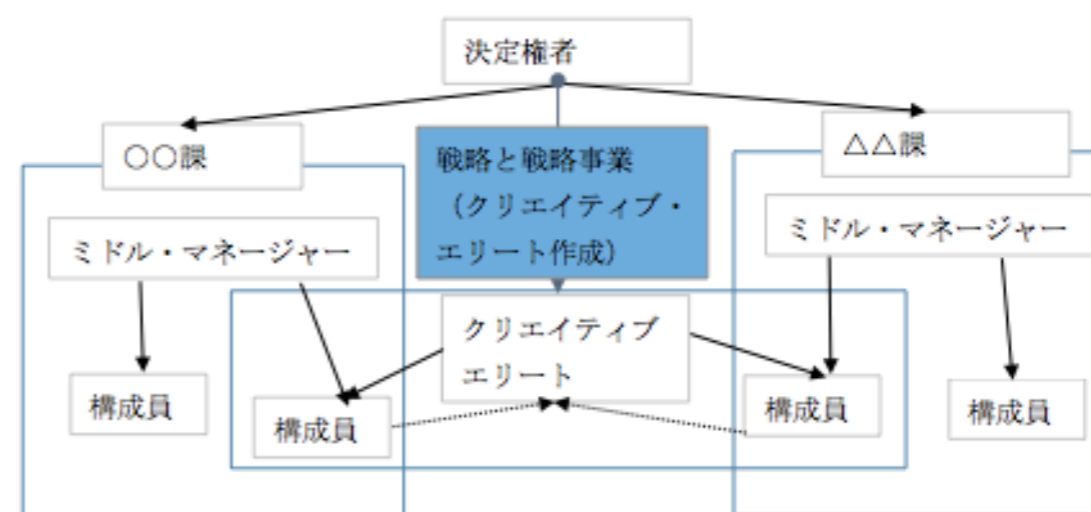 決定権者
○○課
戦略と戦略事業
（クリエイティブ・
エリート作成）
△△課
ミドル・マネージャー
ミドル・マネージャー
クリエイティブ
エリート
構成員
構成員
構成員
構成員